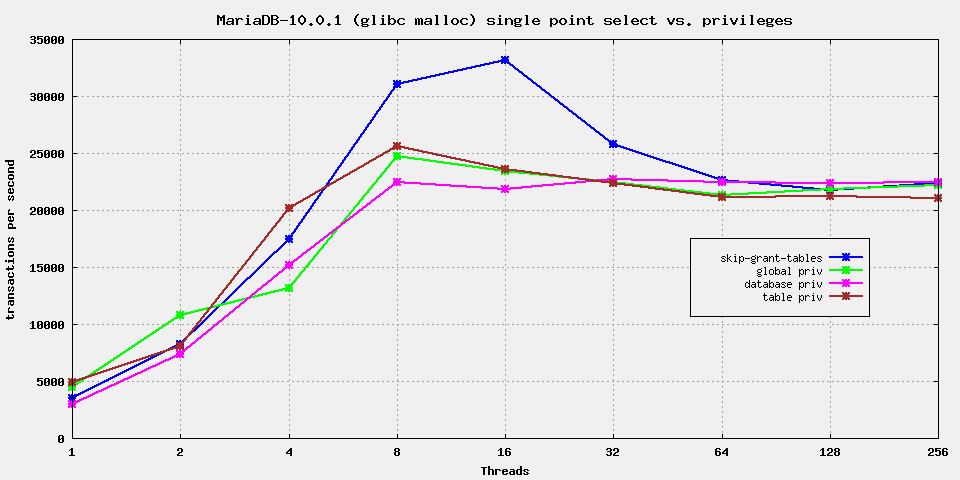 MariaDB-10.0.1 (glibc malloc) single point select vs. privileges
35000
30000
25000
20000
15000
10000
5000
0
transactions per second
skip-grant-tables
global priv
database priv
table priv
1 2 4 8 16 32 64 128 256
Threads